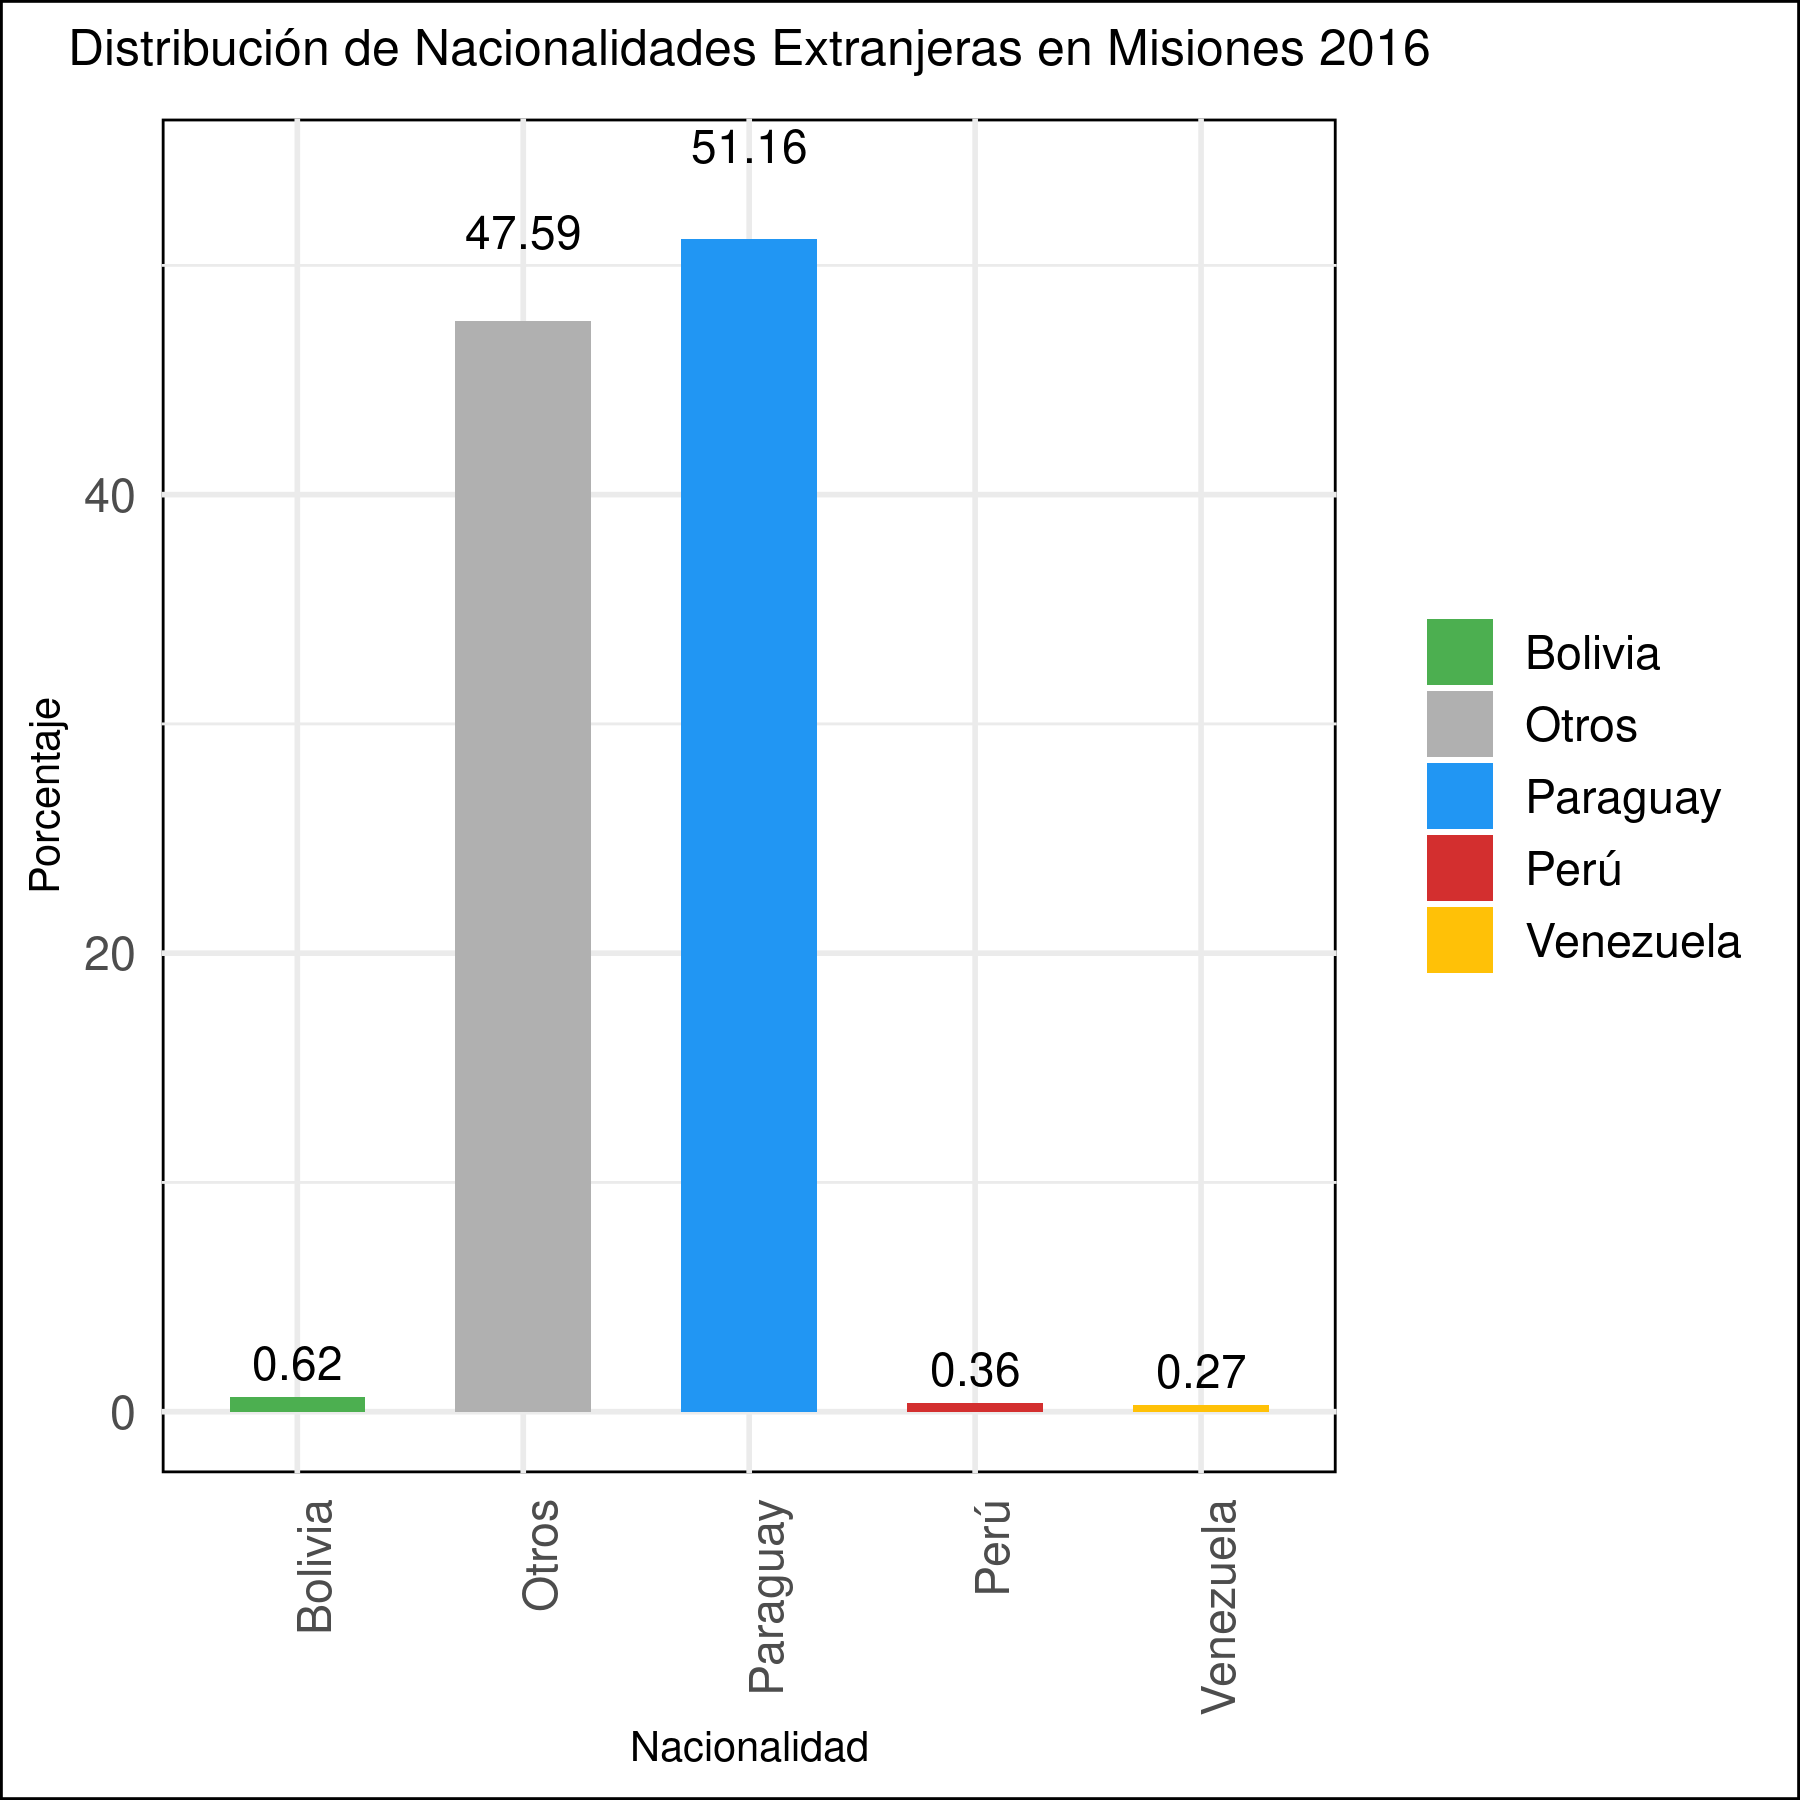 Distribución de Nacionalidades Extranjeras en Misiones 2016
51.16
47.59
0.62
0.36
0.27
40
20
0
Porcentaje
Bolivia
Otros
Paraguay
Perú
Venezuela
Nacionalidad
Bolivia
Otros
Paraguay
Perú
Venezuela